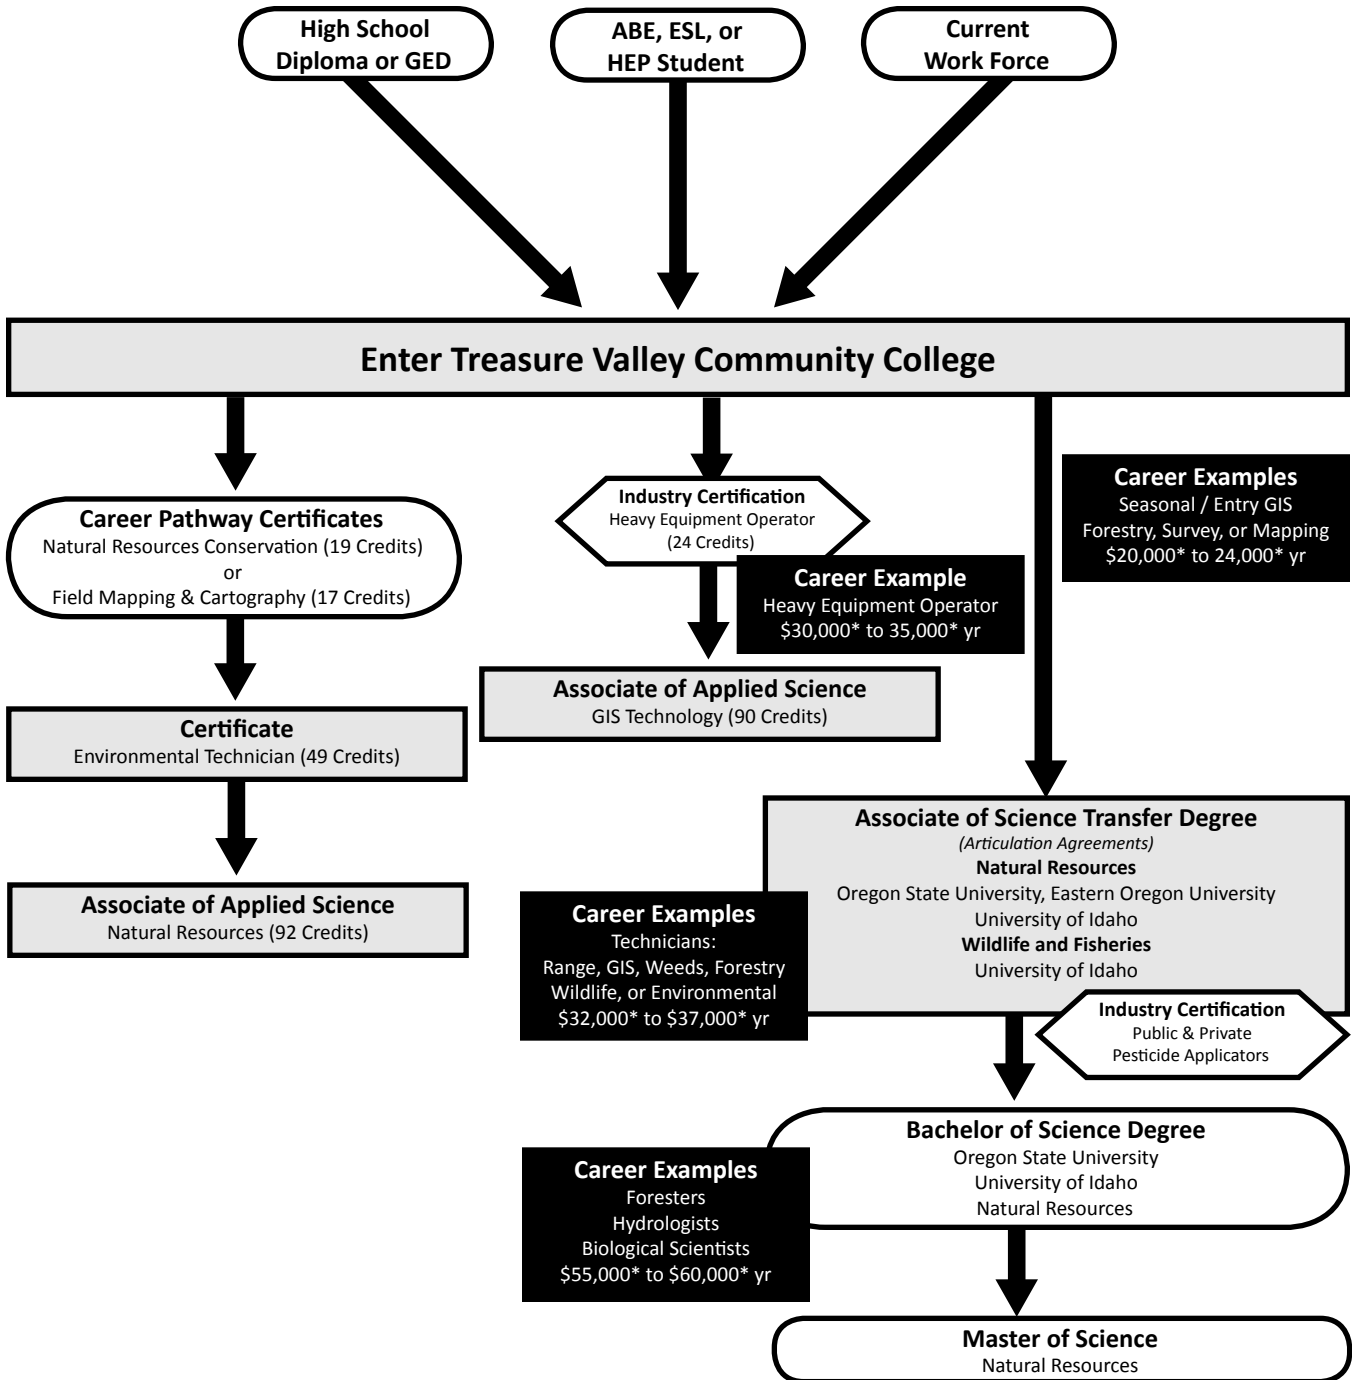 High School
Diploma or GED
ABE, ESL, or
HEP Student
Current
Work Force
Enter Treasure Valley Community College
Career Pathway Certificates
Natural Resources Conservation (19 Credits)
or
Field Mapping & Cartography (17 Credits)
Industry Certification
Heavy Equipment Operator
(24 Credits)
Career Examples
Seasonal / Entry GIS
Forestry, Survey, or Mapping
$20,000* to 24,000* yr
Career Example
Heavy Equipment Operator
$30,000* to 35,000* yr
Certificate
Environmental Technician (49 Credits)
Associate of Applied Science
GIS Technology (90 Credits)
Associate of Applied Science
Natural Resources (92 Credits)
Associate of Science Transfer Degree
(Articulation Agreements)
Natural Resources
Oregon State University, Eastern Oregon University
University of Idaho
Wildlife and Fisheries
University of Idaho
Career Examples
Technicians:
Range, GIS, Weeds, Forestry
Wildlife, or Environmental
$32,000* to $37,000* yr
Industry Certification
Public & Private
Pesticide Applicators
Bachelor of Science Degree
Oregon State University
University of Idaho
Natural Resources
Career Examples
Foresters
Hydrologists
Biological Scientists
$55,000* to $60,000* yr
Master of Science
Natural Resources